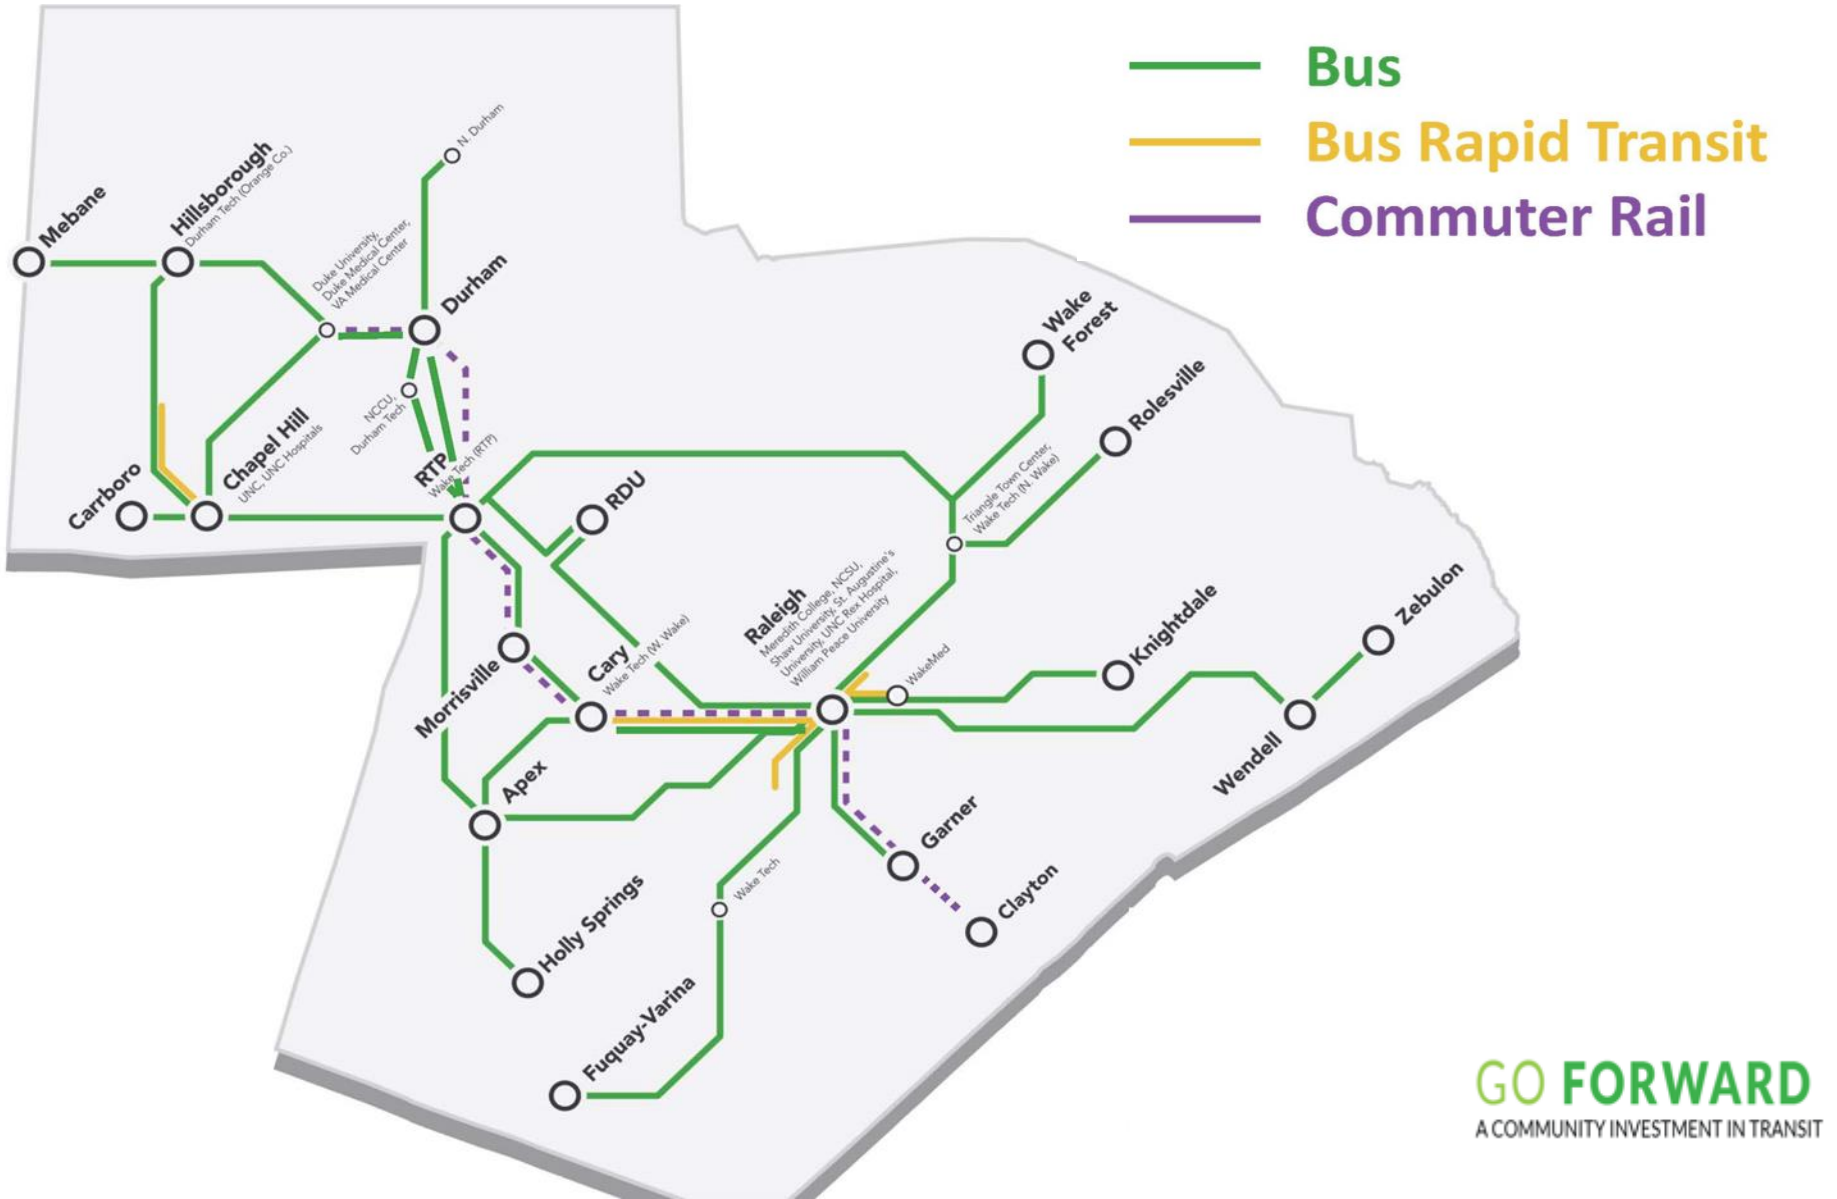 Bus
Bus Rapid Transit
Commuter Rail
N. Durham
Mebane
Hillsborough
Durham Tech (Orange Co.)
Duke University,
Duke Medical Center,
VA Medical Center
Durham
NCCU,
Durham Tech
Carrboro
Chapel Hill
UNC, UNC Hospitals
RTP
Wake Tech (RTP)
RDU
Wake
Forest
Rolesville
Triangle Town Center,
Wake Tech (N. Wake)
Raleigh
Meredith College, NCSU,
Shaw University, St. Augustine's
University, UNC Rex Hospital,
William Peace University
WakeMed
Knightdale
Zebulon
Wendell
Morrisville
Cary
Wake Tech (W. Wake)
Apex
Garner
Clayton
Wake Tech
Holly Springs
Fuquay-Varina
GO FORWARD
A COMMUNITY INVESTMENT IN TRANSIT